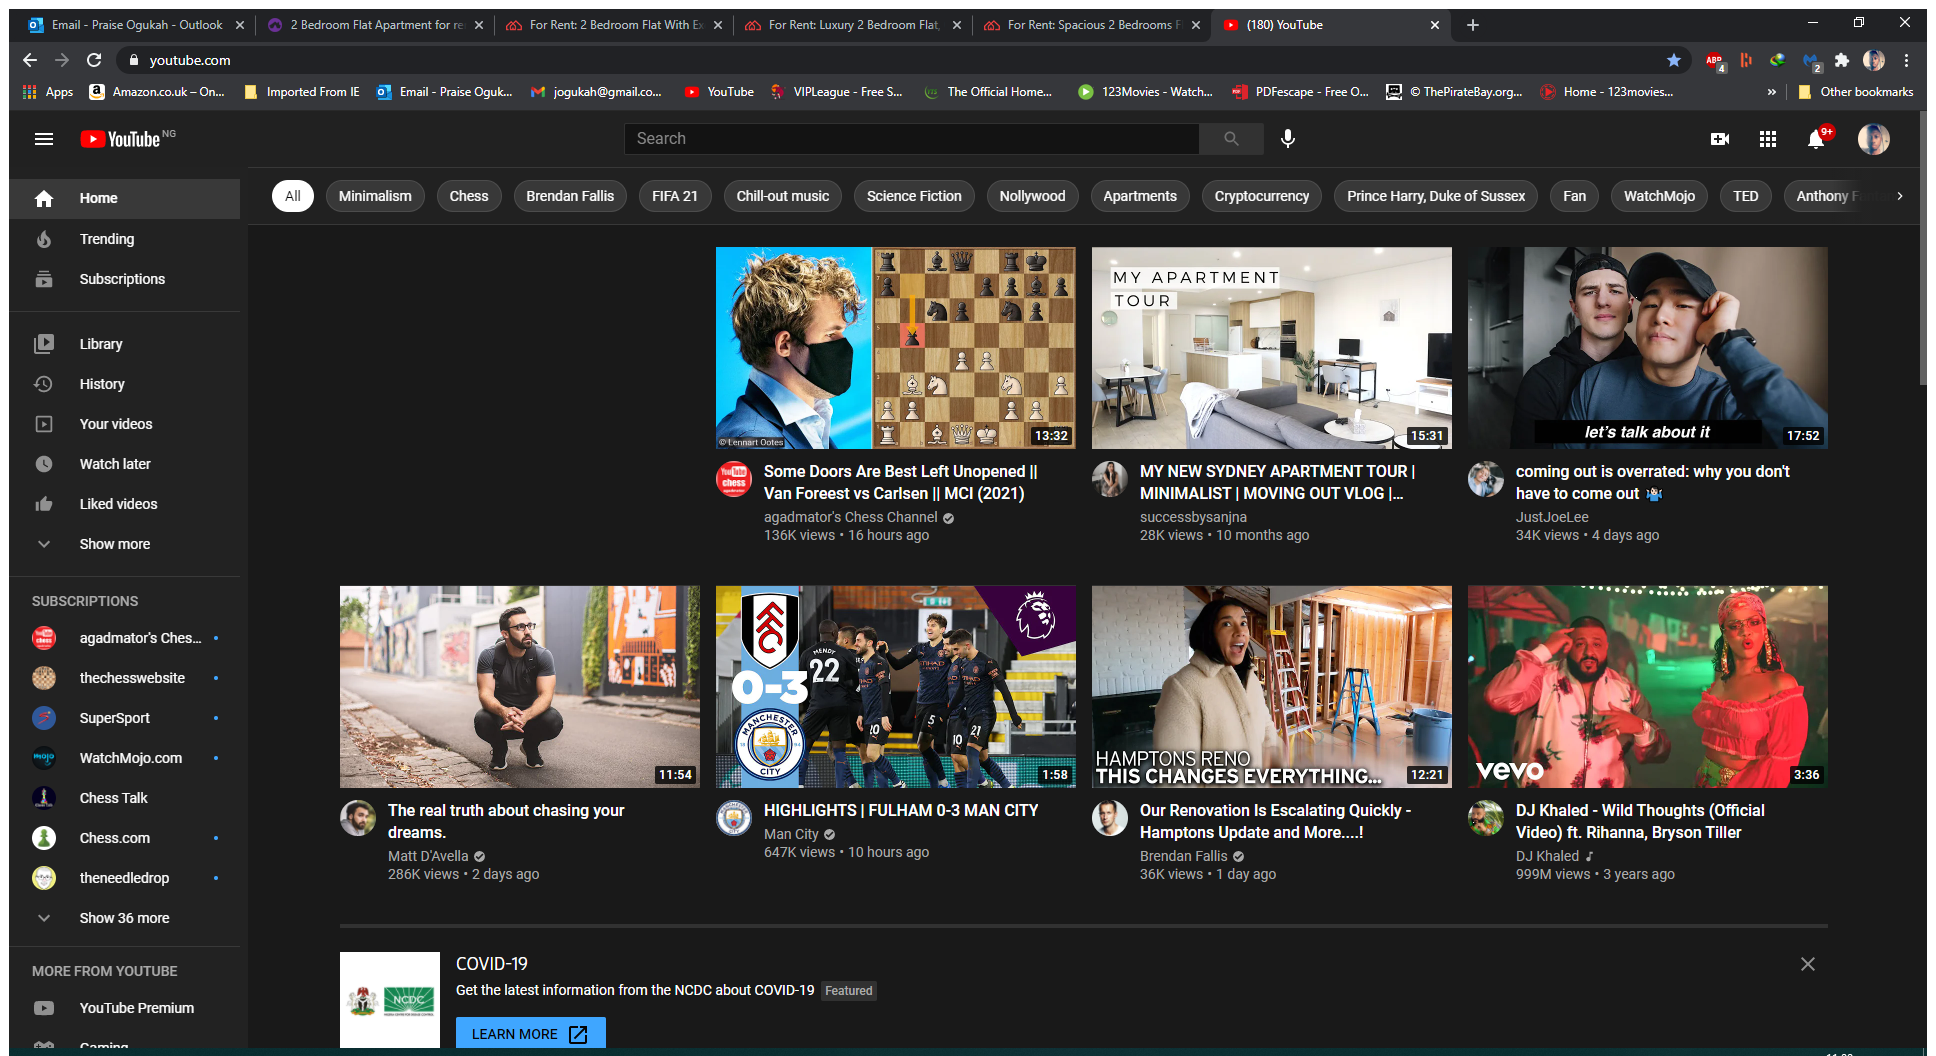 Email - Praise Ogukah - Outlook
2 Bedroom Flat Apartment for re
For Rent: 2 Bedroom Flat With Ex
For Rent: Luxury 2 Bedroom Flat,
For Rent: Spacious 2 Bedrooms F
(180) YouTube
youtube.com
ABP
4
2
Apps
Amazon.co.uk – On...
Imported From IE
Email - Praise Oguk...
jogukah@gmail.co...
YouTube
VIPLeague - Free S...
The Official Home...
123Movies - Watch...
PDFescape - Free O...
© ThePirateBay.org...
Home - 123movies...
»
Other bookmarks
YouTube NG
Search
9+
Home
Trending
Subscriptions
Library
History
Your videos
Watch later
Liked videos
Show more
SUBSCRIPTIONS
agadmator's Ches...
thechesswebsite
SuperSport
WatchMojo.com
Chess Talk
Chess.com
theneedledrop
Show 36 more
MORE FROM YOUTUBE
YouTube Premium
Gaming
All
Minimalism
Chess
Brendan Fallis
FIFA 21
Chill-out music
Science Fiction
Nollywood
Apartments
Cryptocurrency
Prince Harry, Duke of Sussex
Fan
WatchMojo
TED
Anthony
© Lennart Ootes
13:32
Some Doors Are Best Left Unopened ||
Van Foreest vs Carlsen || MCI (2021)
agadmator's Chess Channel
136K views • 16 hours ago
MY APARTMENT
TOUR
15:31
MY NEW SYDNEY APARTMENT TOUR |
MINIMALIST | MOVING OUT VLOG |...
successbysanjna
28K views • 10 months ago
let's talk about it
17:52
coming out is overrated: why you don't
have to come out 🤷🏻‍♂️
JustJoeLee
34K views • 4 days ago
11:54
The real truth about chasing your
dreams.
Matt D'Avella
286K views • 2 days ago
FFC
0-3
MANCHESTER
CITY
MENDY
22
20
5
10
21
1:58
HIGHLIGHTS | FULHAM 0-3 MAN CITY
Man City
647K views • 10 hours ago
HAMPTONS RENO
THIS CHANGES EVERYTHING...
12:21
Our Renovation Is Escalating Quickly -
Hamptons Update and More....!
Brendan Fallis
36K views • 1 day ago
vevo
3:36
DJ Khaled - Wild Thoughts (Official
Video) ft. Rihanna, Bryson Tiller
DJ Khaled
999M views • 3 years ago
NCDC
COVID-19
Get the latest information from the NCDC about COVID-19
Featured
LEARN MORE